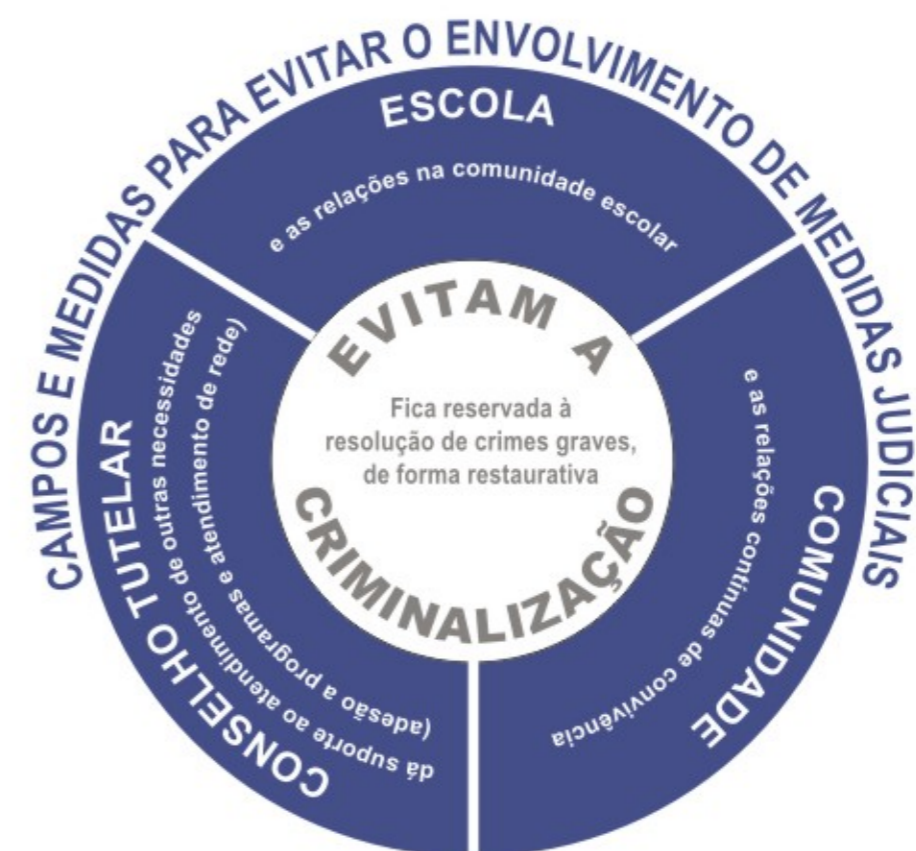 CAMPOS E MEDIDAS PARA EVITAR O ENVOLVIMENTO DE MEDIDAS JUDICIAIS
ESCOLA
e as relações na comunidade escolar
COMUNIDADE
e as relações contínuas de convivência
CONSELHO TUTELAR
dá suporte ao atendimento de outras necessidades
(adesão a programas e atendimento de rede)
EVITAM A
Fica reservada à
resolução de crimes graves,
de forma restaurativa
CRIMINALIZAÇÃO